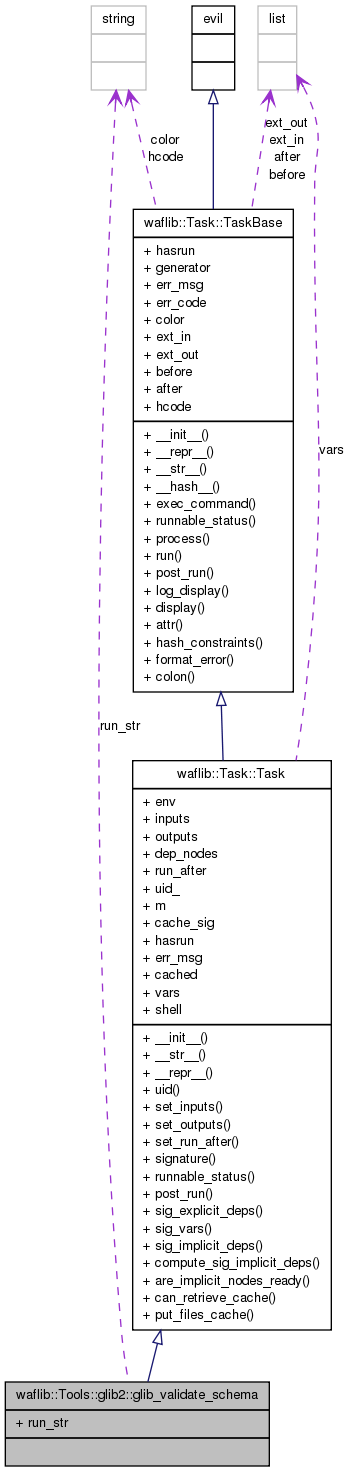 string
evil
list
color
hcode
ext_out
ext_in
after
before
waflib::Task::TaskBase
+ hasrun
+ generator
+ err_msg
+ err_code
+ color
+ ext_in
+ ext_out
+ before
+ after
+ hcode
+ __init__()
+ __repr__()
+ __str__()
+ __hash__()
+ exec_command()
+ runnable_status()
+ process()
+ run()
+ post_run()
+ log_display()
+ display()
+ attr()
+ hash_constraints()
+ format_error()
+ colon()
vars
run_str
waflib::Task::Task
+ env
+ inputs
+ outputs
+ dep_nodes
+ run_after
+ uid_
+ m
+ cache_sig
+ hasrun
+ err_msg
+ cached
+ vars
+ shell
+ __init__()
+ __str__()
+ __repr__()
+ uid()
+ set_inputs()
+ set_outputs()
+ set_run_after()
+ signature()
+ runnable_status()
+ post_run()
+ sig_explicit_deps()
+ sig_vars()
+ sig_implicit_deps()
+ compute_sig_implicit_deps()
+ are_implicit_nodes_ready()
+ can_retrieve_cache()
+ put_files_cache()
waflib::Tools::glib2::glib_validate_schema
+ run_str